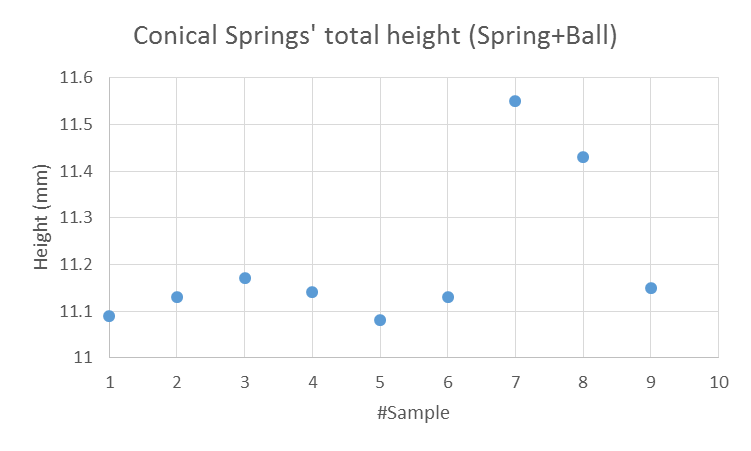 Conical Springs' total height (Spring+Ball)
11.6
11.5
11.4
11.3
11.2
11.1
11
Height (mm)
1 2 3 4 5 6 7 8 9 10
#Sample